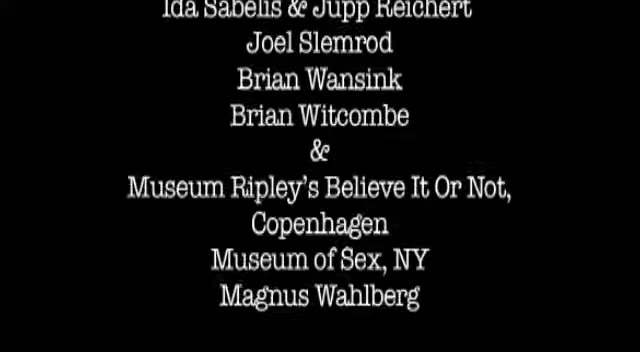 Ida Sabelis & Jupp Reichert
Joel Slemrod
Brian Wansink
Brian Witcombe
&
Museum Ripley's Believe It Or Not,
Copenhagen
Museum of Sex, NY
Magnus Wahlberg